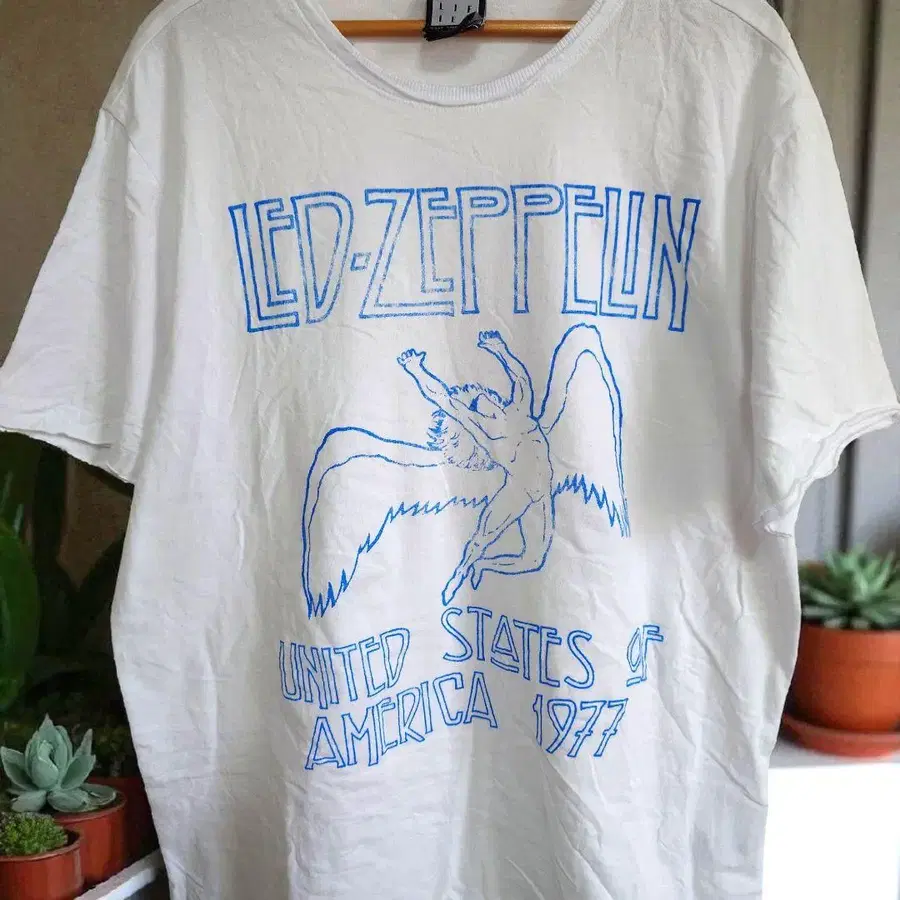 LED-ZEPPELIN
UNITED STATES OF
AMERICA 1977